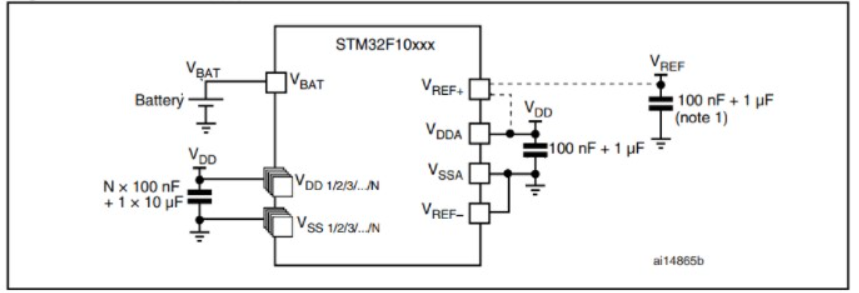 STM32F10xxx
VBAT
VBAT
Battery
VDD
N × 100 nF
+ 1 × 10 µF
VDD 1/2/3/.../N
VSS 1/2/3/.../N
VREF+
VDDA
VSSA
VREF–
VDD
100 nF + 1 µF
VREF
100 nF + 1 µF
(note 1)
ai14865b